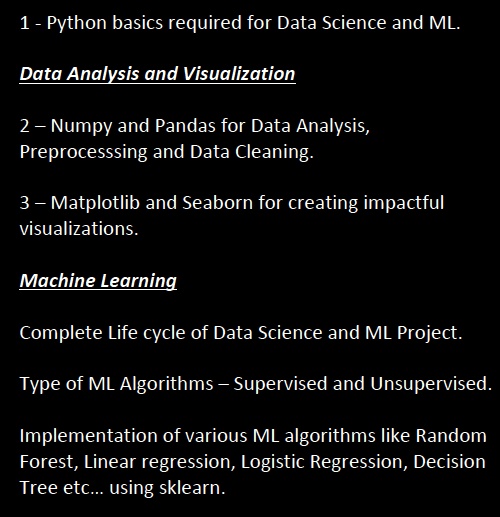 1 - Python basics required for Data Science and ML.
Data Analysis and Visualization
2 – Numpy and Pandas for Data Analysis,
Preprocesssing and Data Cleaning.
3 – Matplotlib and Seaborn for creating impactful
visualizations.
Machine Learning
Complete Life cycle of Data Science and ML Project.
Type of ML Algorithms – Supervised and Unsupervised.
Implementation of various ML algorithms like Random
Forest, Linear regression, Logistic Regression, Decision
Tree etc… using sklearn.